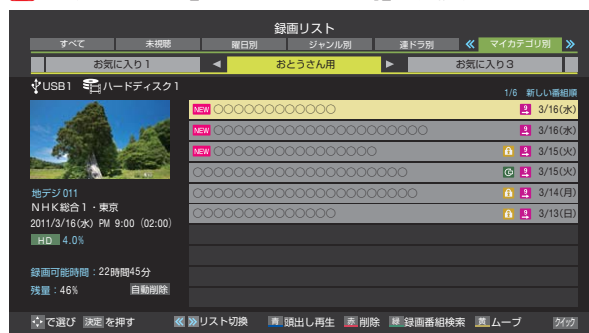 録画リスト
すべて 未視聴 曜日別 ジャンル別 連ドラ別 《 マイカテゴリ別 》
お気に入り1 ◀ おとうさん用 ▶ お気に入り3
USB1 ハードディスク1
1/6 新しい番組順
NEW ○○○○○○○○○○○○ 3/16(水)
NEW ○○○○○○○○○○○○○○○○○○○○○ 3/16(水)
NEW ○○○○○○○○○○○○○○○○ 3/15(火)
○○○○○○○○○○○○○○○○○○○○○ 3/15(火)
○○○○○○○○○○○○○○○○○○○○○○ 3/14(月)
○○○○○○○○○○○○○○ 3/13(日)
地デジ 011
NHK総合1・東京
2011/3/16(水) PM 9:00 (02:00)
HD 4.0%
録画可能時間：22時間45分
残量：46% 自動削除
で選び 決定 を押す 《 》リスト切換 青 頭出し再生 赤 削除 緑 録画番組検索 黄 ムーブ クイック